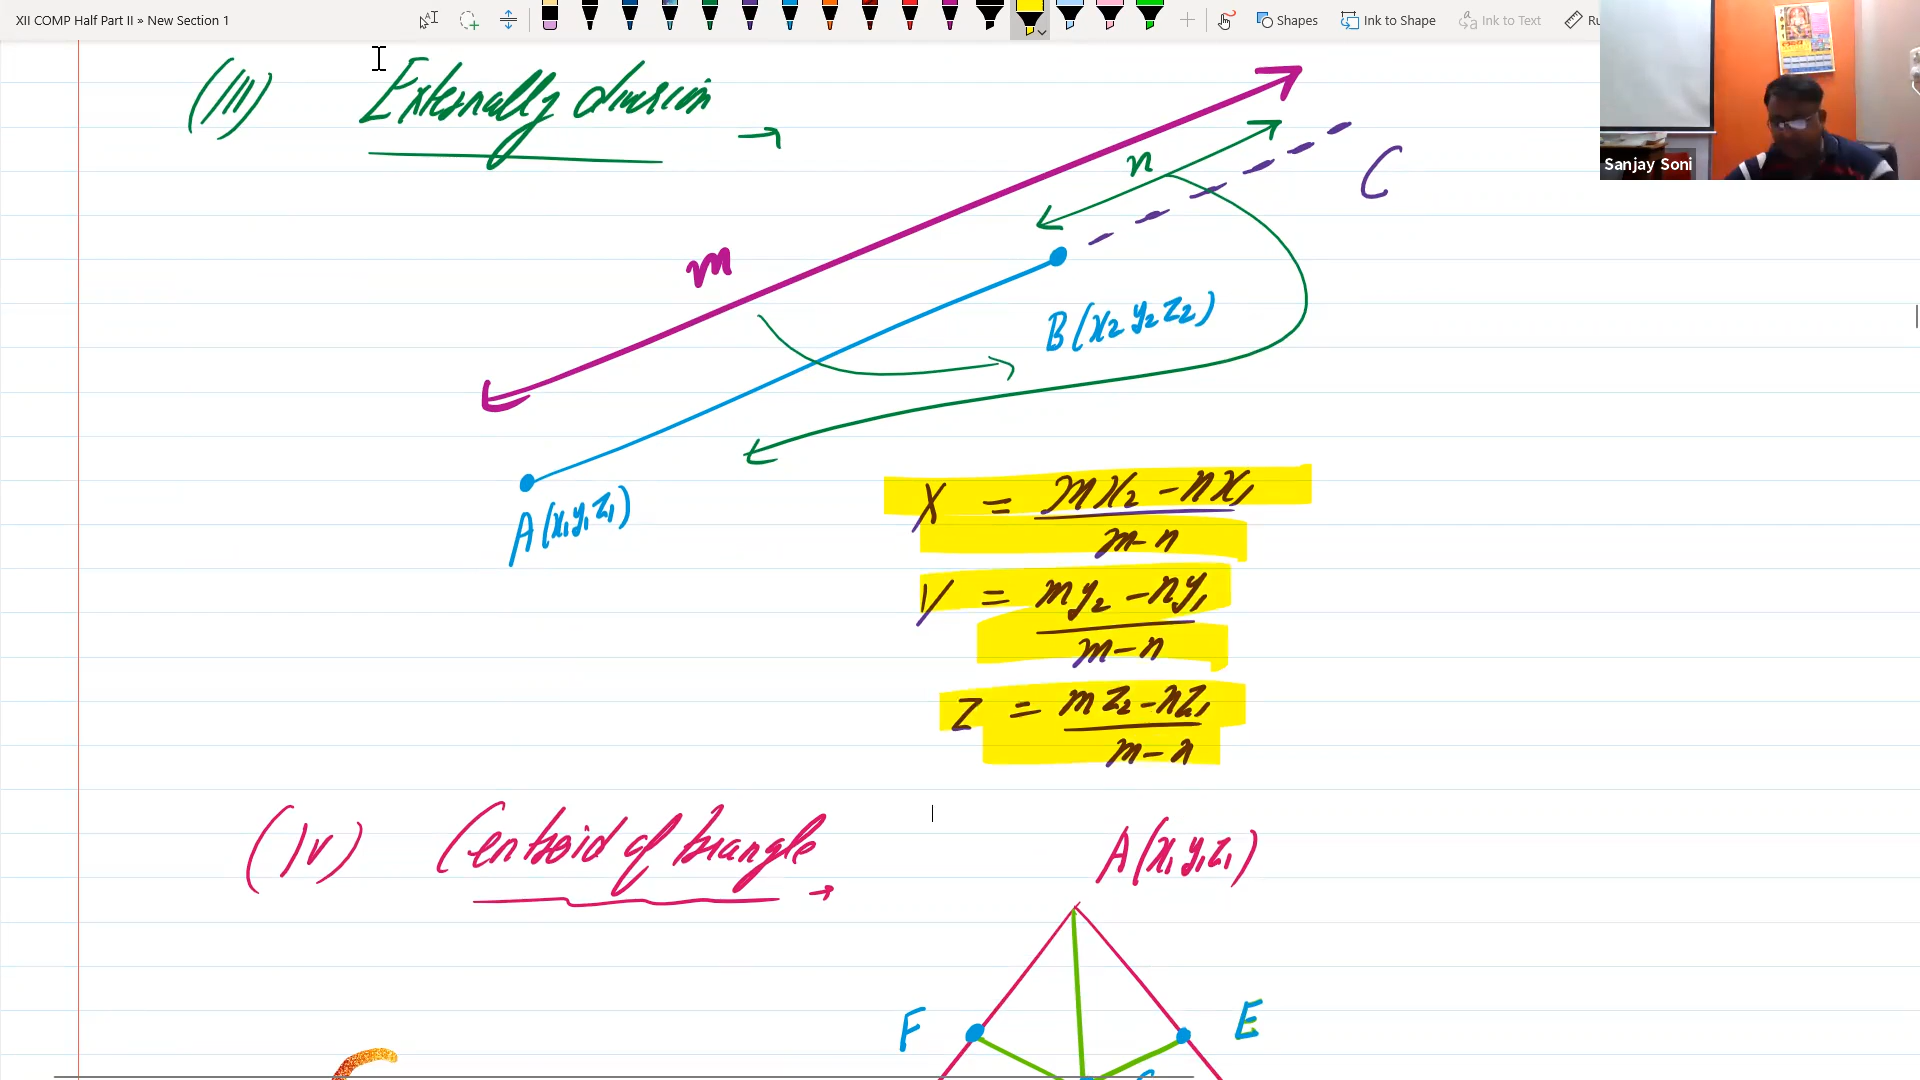 XII COMP Half Part II » New Section 1
Shapes
Ink to Shape
Ink to Text
Ru
Sanjay Soni
(III) Externally division →
n
C
m
B(x₂ y₂ z₂)
A(x₁ y₁ z₁)
X = mx₂ - nx₁
m - n
Y = my₂ - ny₁
m - n
Z = mz₂ - nz₁
m - n
(IV) Centroid of triangle →
A(x₁ y₁ z₁)
F
E